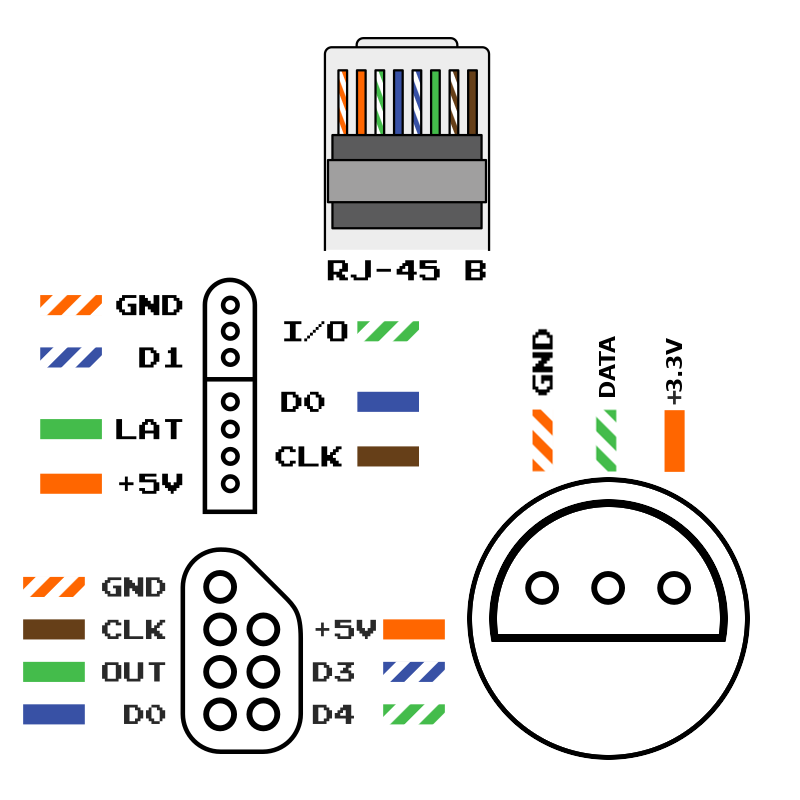 RJ-45 B
GND
D1
LAT
+5V
I/O
D0
CLK
GND
DATA
+3.3V
GND
CLK
OUT
D0
+5V
D3
D4